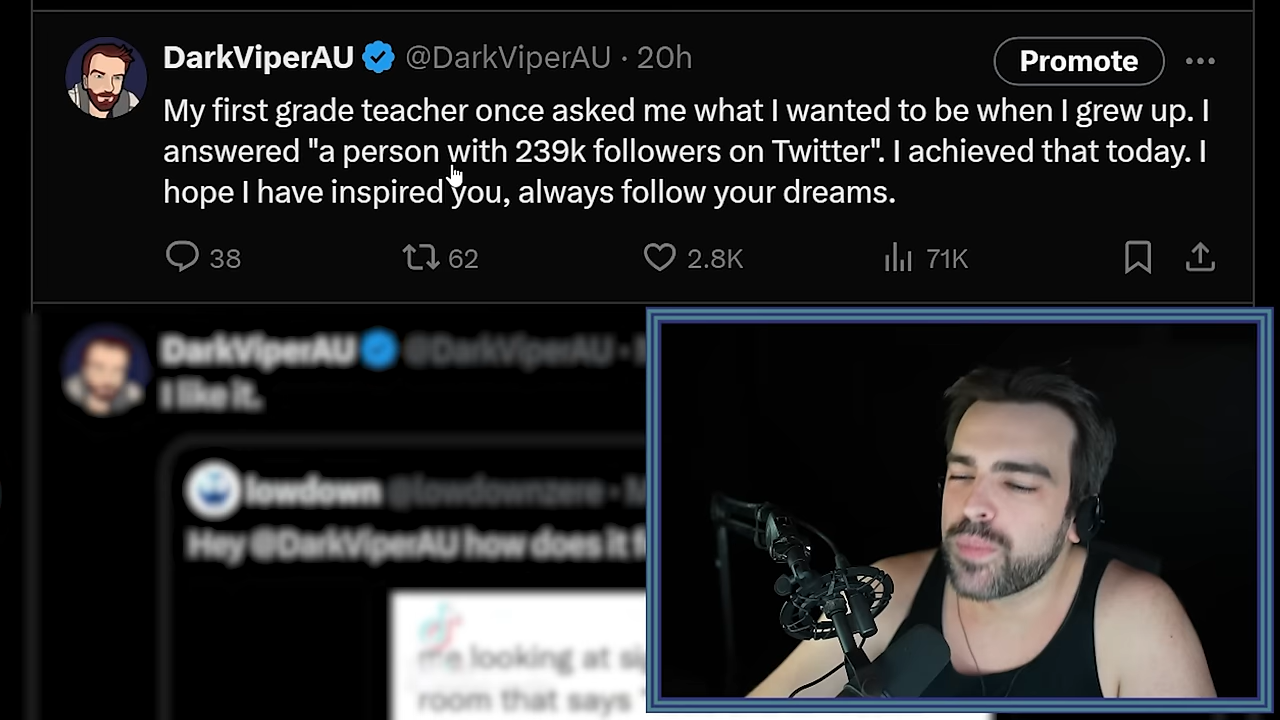 DarkViperAU @DarkViperAU · 20h Promote
My first grade teacher once asked me what I wanted to be when I grew up. I
answered "a person with 239k followers on Twitter". I achieved that today. I
hope I have inspired you, always follow your dreams.
38 62 2.8K 71K
DarkViperAU @DarkViperAU
I like it.
lowdown @lowdownzere
Hey @DarkViperAU how does it
me looking at
room that says